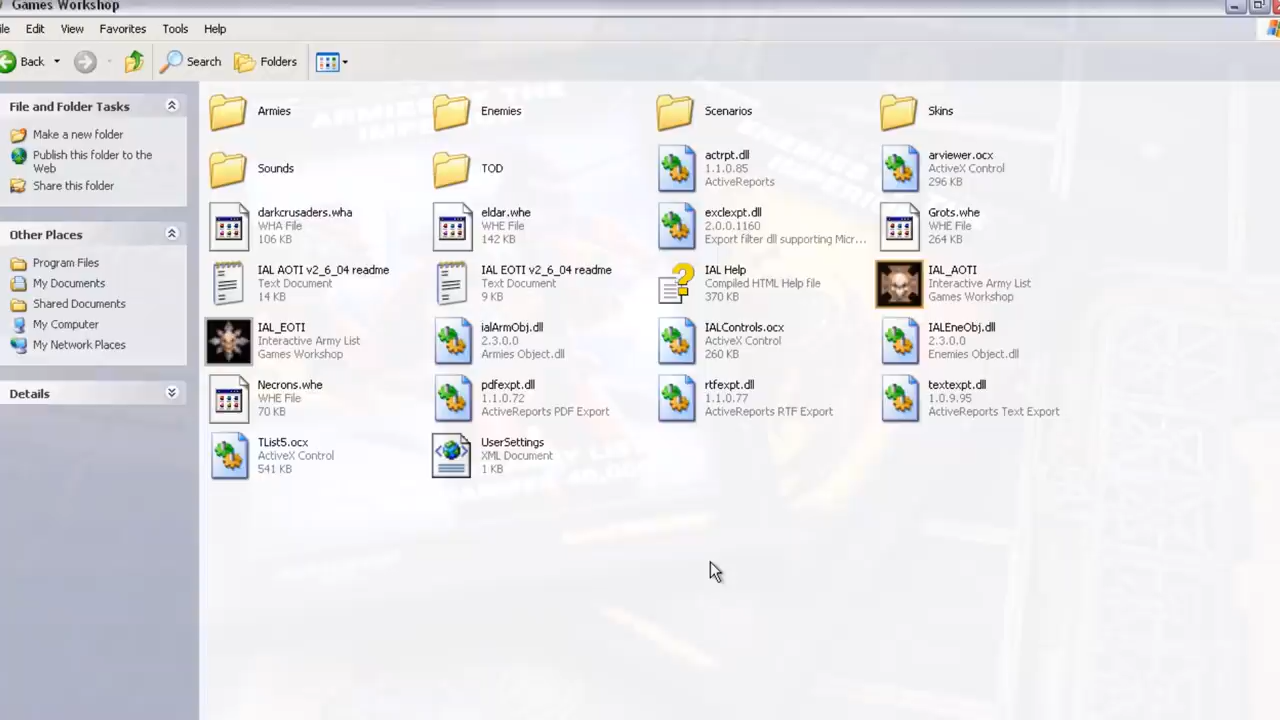 Games Workshop
ile Edit View Favorites Tools Help
Back Search Folders
File and Folder Tasks
Make a new folder
Publish this folder to the
Web
Share this folder
Other Places
Program Files
My Documents
Shared Documents
My Computer
My Network Places
Details
Armies
Enemies
Scenarios
Skins
Sounds
TOD
actrpt.dll
1.1.0.85
ActiveReports
arviewer.ocx
ActiveX Control
296 KB
darkcrusaders.wha
WHA File
106 KB
eldar.whe
WHE File
142 KB
exclexpt.dll
2.0.0.1160
Export filter dll supporting Micr...
Grots.whe
WHE File
264 KB
IAL AOTI v2_6_04 readme
Text Document
14 KB
IAL EOTI v2_6_04 readme
Text Document
9 KB
IAL Help
Compiled HTML Help file
370 KB
IAL_AOTI
Interactive Army List
Games Workshop
IAL_EOTI
Interactive Army List
Games Workshop
ialArmObj.dll
2.3.0.0
Armies Object.dll
IALControls.ocx
ActiveX Control
260 KB
IALEneObj.dll
2.3.0.0
Enemies Object.dll
Necrons.whe
WHE File
70 KB
pdfexpt.dll
1.1.0.72
ActiveReports PDF Export
rtfexpt.dll
1.1.0.77
ActiveReports RTF Export
textexpt.dll
1.0.9.95
ActiveReports Text Export
TList5.ocx
ActiveX Control
541 KB
UserSettings
XML Document
1 KB